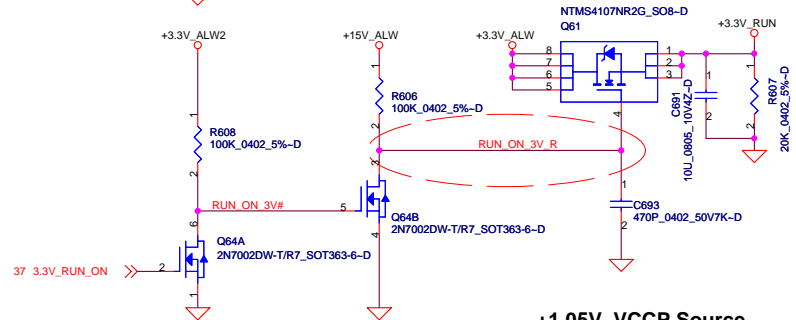 NTMS4107NR2G_SO8~D
Q61
+3.3V_ALW2
+15V_ALW
+3.3V_ALW
+3.3V_RUN
8
7
6
5
1
2
3
4
1
R606
100K_0402_5%~D
2
1
R608
100K_0402_5%~D
2
1
C691
10U_0805_10V4Z~D
2
1
R607
20K_0402_5%~D
2
RUN_ON_3V_R
3
RUN_ON_3V#
5
Q64B
2N7002DW-T/R7_SOT363-6~D
4
1
C693
470P_0402_50V7K~D
2
6
Q64A
2N7002DW-T/R7_SOT363-6~D
37 3.3V_RUN_ON
2
1
+1.05V_VCCP Source